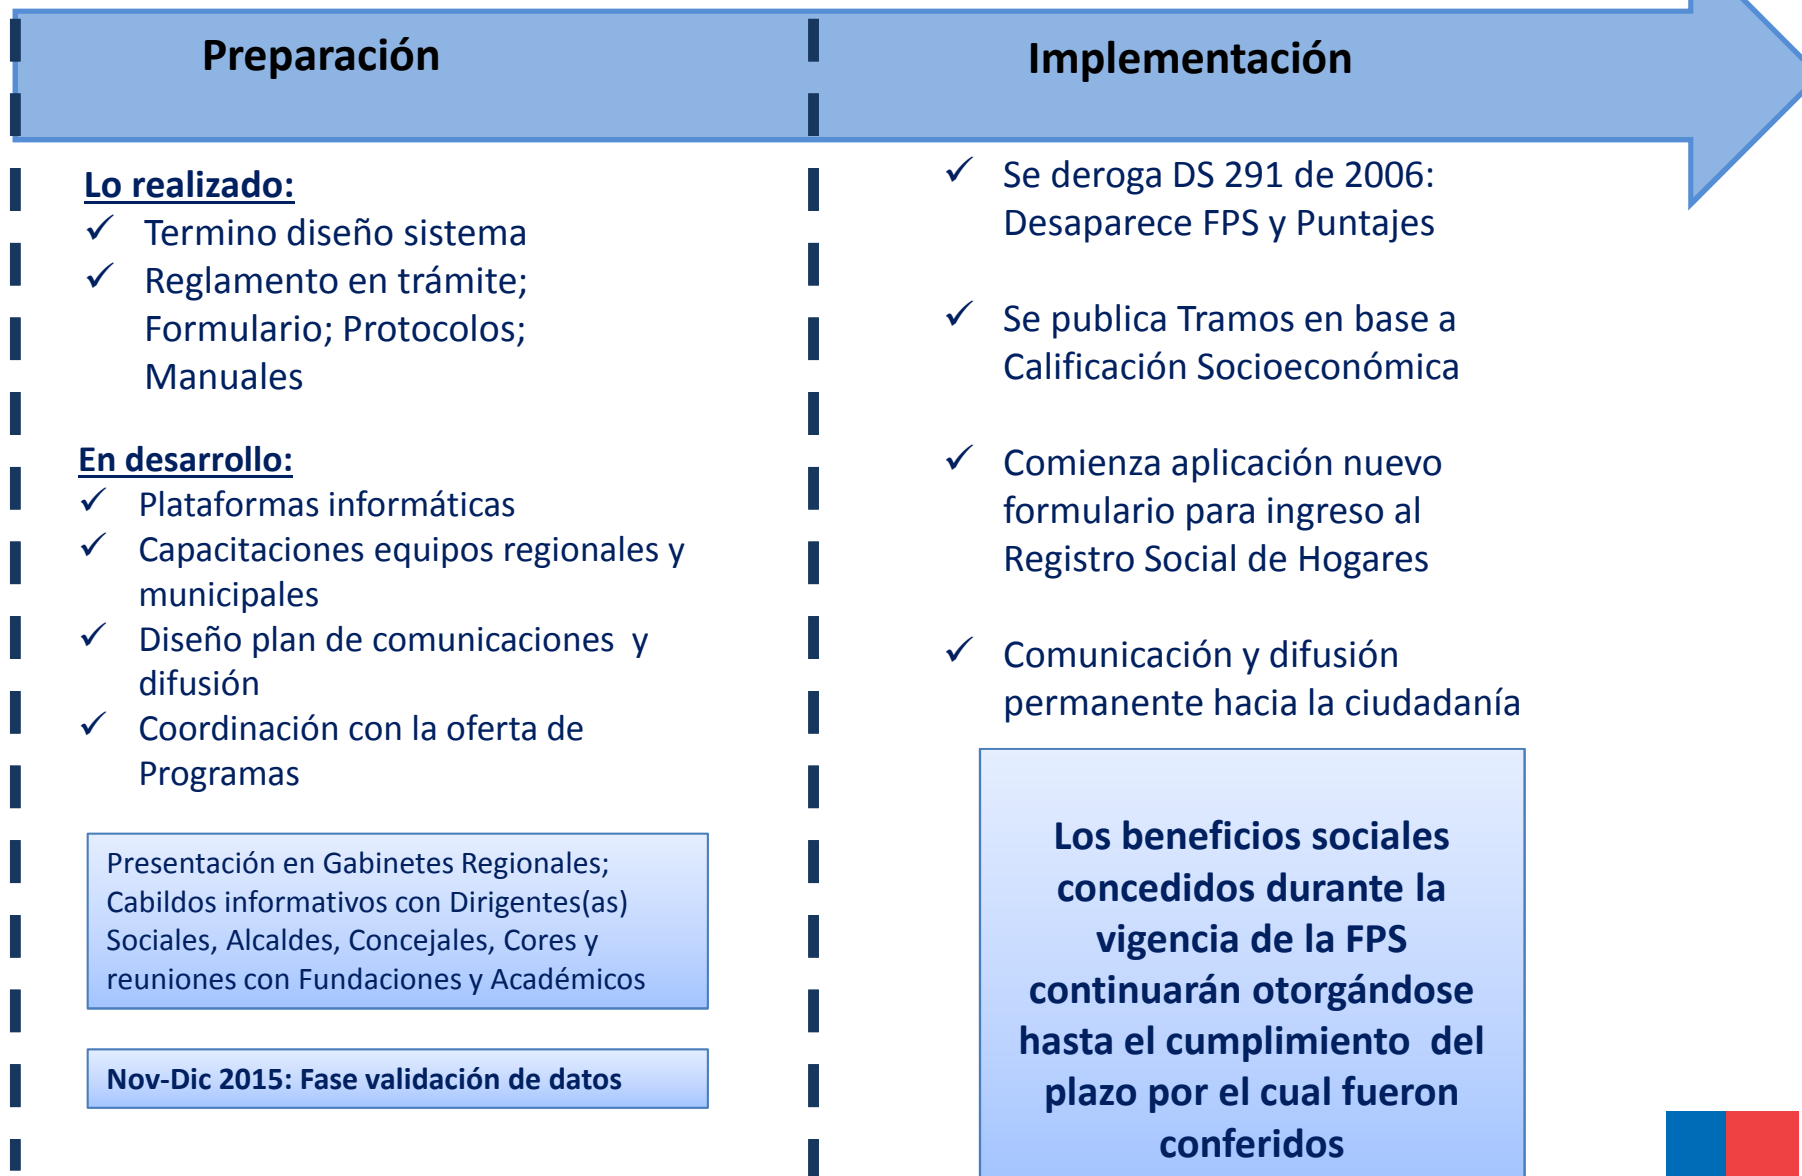 Preparación
Lo realizado:
✓ Termino diseño sistema
✓ Reglamento en trámite;
Formulario; Protocolos;
Manuales
En desarrollo:
✓ Plataformas informáticas
✓ Capacitaciones equipos regionales y
municipales
✓ Diseño plan de comunicaciones y
difusión
✓ Coordinación con la oferta de
Programas
Presentación en Gabinetes Regionales;
Cabildos informativos con Dirigentes(as)
Sociales, Alcaldes, Concejales, Cores y
reuniones con Fundaciones y Académicos
Nov-Dic 2015: Fase validación de datos
Implementación
✓ Se deroga DS 291 de 2006:
Desaparece FPS y Puntajes
✓ Se publica Tramos en base a
Calificación Socioeconómica
✓ Comienza aplicación nuevo
formulario para ingreso al
Registro Social de Hogares
✓ Comunicación y difusión
permanente hacia la ciudadanía
Los beneficios sociales
concedidos durante la
vigencia de la FPS
continuarán otorgándose
hasta el cumplimiento del
plazo por el cual fueron
conferidos